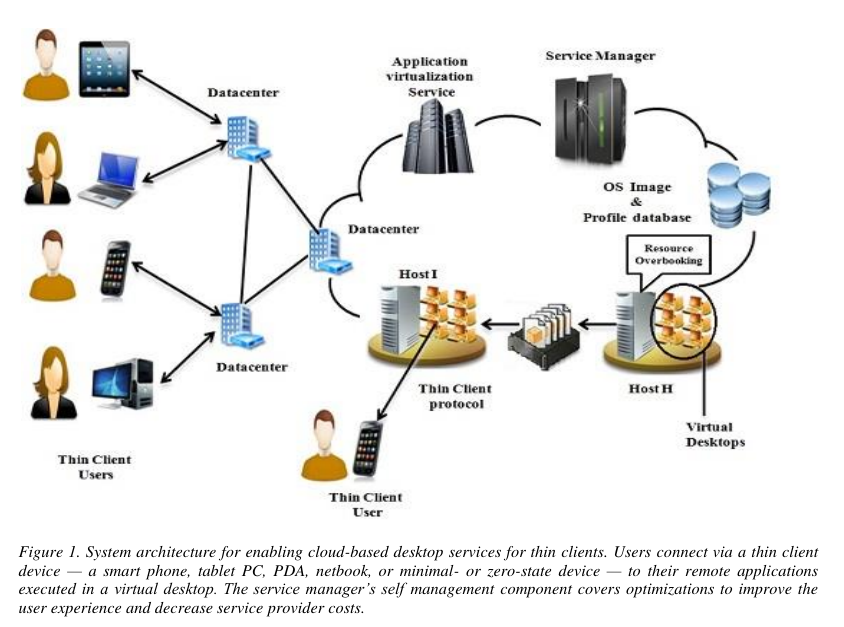 Application
virtualization
Service
Service Manager
Datacenter
OS Image
&
Profile database
Datacenter
Resource
Overbooking
Host I
Datacenter
Thin Client
protocol
Host H
Virtual
Desktops
Thin Client
Users
Thin Client
User
Figure 1. System architecture for enabling cloud-based desktop services for thin clients. Users connect via a thin client
device — a smart phone, tablet PC, PDA, netbook, or minimal- or zero-state device — to their remote applications
executed in a virtual desktop. The service manager's self management component covers optimizations to improve the
user experience and decrease service provider costs.